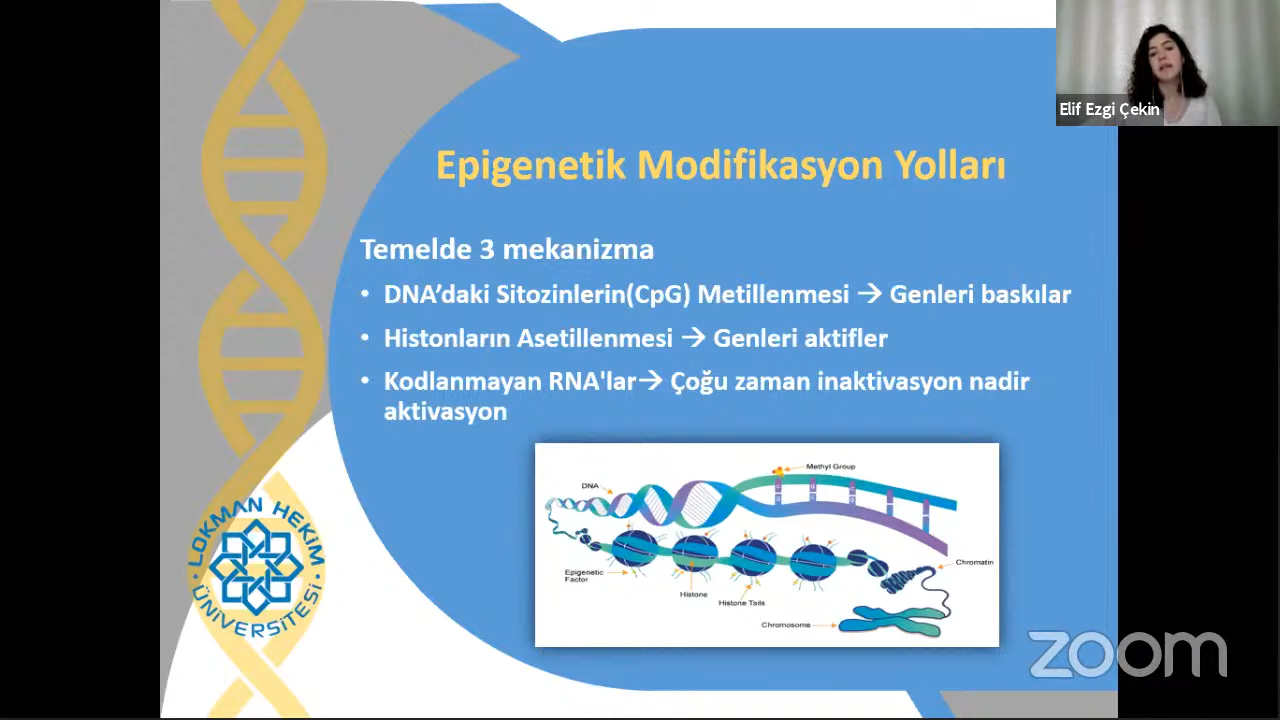 Elif Ezgi Çekin
Epigenetik Modifikasyon Yolları
Temelde 3 mekanizma
• DNA’daki Sitozinlerin(CpG) Metillenmesi → Genleri baskılar
• Histonların Asetillenmesi → Genleri aktifler
• Kodlanmayan RNA'lar→ Çoğu zaman inaktivasyon nadir
aktivasyon
Methyl Group
DNA
Epigenetic
Factor
Histone
Histone Tails
Chromatin
Chromosome
LOKMAN HEKİM
ÜNİVERSİTESİ
zoom